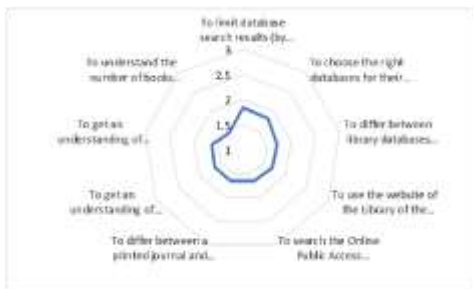 To limit database
search results (by...
To choose the right
databases for their...
To differ between
library databases...
To use the website of
the Library of the...
To search the Online
Public Access...
To differ between a
printed journal and...
To get an
understanding of...
To get an
understanding of...
To understand the
number of books...
3
2.5
2
1.5
1